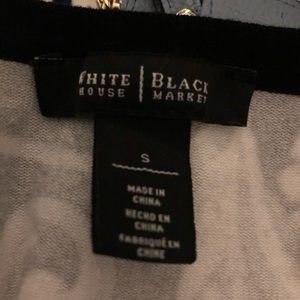 WHITE | BLACK
HOUSE | MARKET
S
MADE IN
CHINA
HECHO EN
CHINA
FABRIQUÉ EN
CHINE